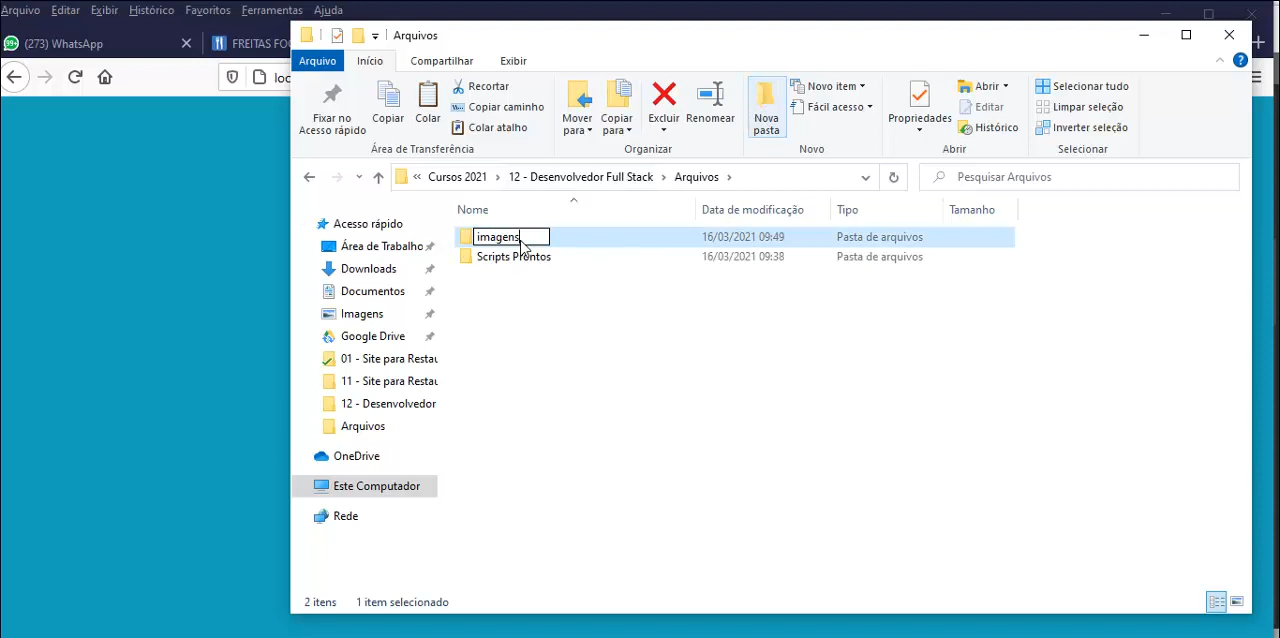 Arquivo Editar Exibir Histórico Favoritos Ferramentas Ajuda
(273) WhatsApp
FREITAS FO
loc
Arquivos
Arquivo Início Compartilhar Exibir
Fixar no Acesso rápido
Copiar
Colar
Recortar
Copiar caminho
Colar atalho
Área de Transferência
Mover para
Copiar para
Excluir
Renomear
Organizar
Nova pasta
Novo item
Fácil acesso
Novo
Propriedades
Abrir
Editar
Histórico
Abrir
Selecionar tudo
Limpar seleção
Inverter seleção
Selecionar
« Cursos 2021 > 12 - Desenvolvedor Full Stack > Arquivos >
Pesquisar Arquivos
Nome Data de modificação Tipo Tamanho
imagens 16/03/2021 09:49 Pasta de arquivos
Scripts Prontos 16/03/2021 09:38 Pasta de arquivos
Acesso rápido
Área de Trabalho
Downloads
Documentos
Imagens
Google Drive
01 - Site para Restau
11 - Site para Restau
12 - Desenvolvedor
Arquivos
OneDrive
Este Computador
Rede
2 itens 1 item selecionado